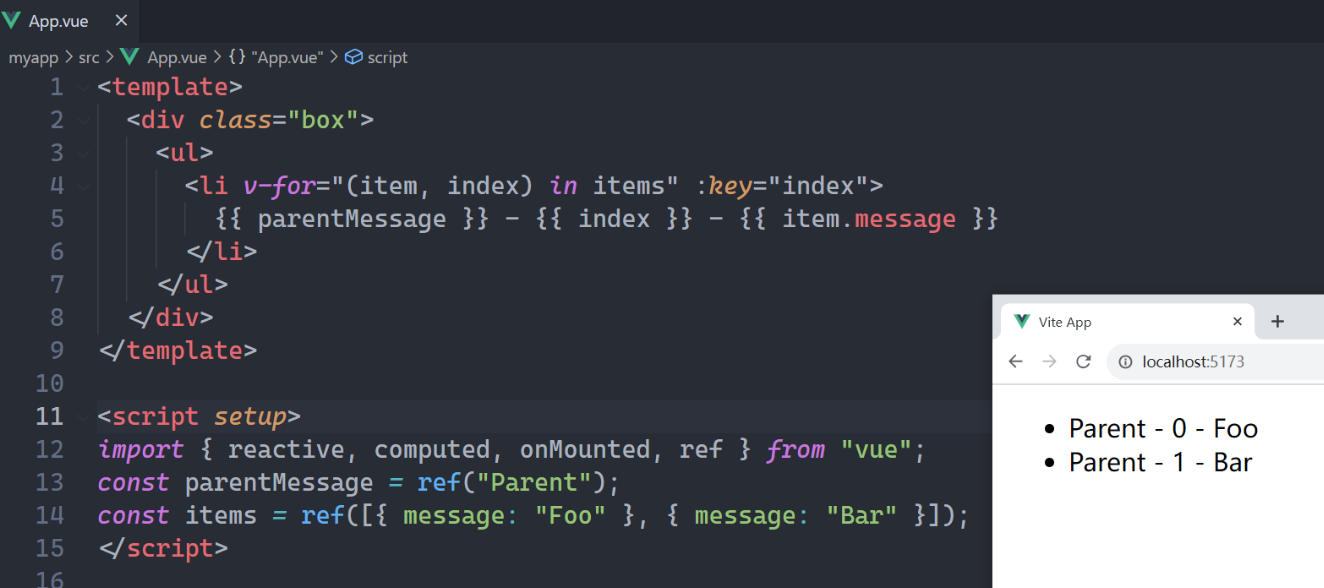 App.vue ×
myapp > src > App.vue > {} "App.vue" > script
1 <template>
2 <div class="box">
3 <ul>
4 <li v-for="(item, index) in items" :key="index">
5 {{ parentMessage }} - {{ index }} - {{ item.message }}
6 </li>
7 </ul>
8 </div>
9 </template>
10
11 <script setup>
12 import { reactive, computed, onMounted, ref } from "vue";
13 const parentMessage = ref("Parent");
14 const items = ref([{ message: "Foo" }, { message: "Bar" }]);
15 </script>
16
Vite App × +
localhost:5173
• Parent - 0 - Foo
• Parent - 1 - Bar